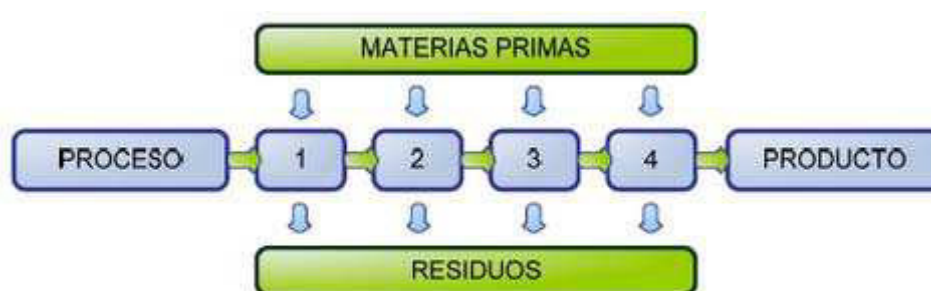 MATERIAS PRIMAS
PROCESO 1 2 3 4 PRODUCTO
RESIDUOS